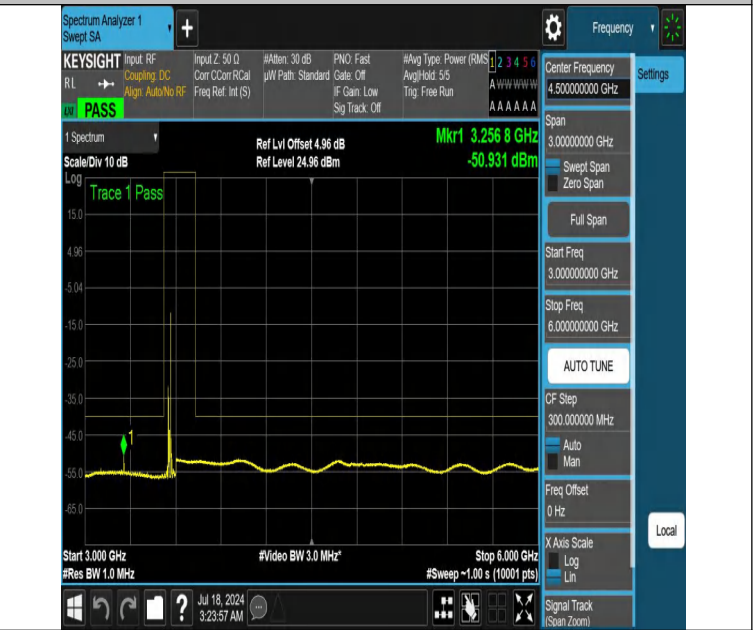 Spectrum Analyzer 1
Swept SA
+
Frequency
KEYSIGHT
RL
PASS
Input: RF
Coupling: DC
Align: Auto/No RF
Input Z: 50 Ω
Corr CCorr RCal
Freq Ref: Int (S)
#Atten: 30 dB
µW Path: Standard
PNO: Fast
Gate: Off
IF Gain: Low
Sig Track: Off
#Avg Type: Power (RMS
Avg|Hold: 5/5
Trig: Free Run
1 2 3 4 5 6
A W W W W W
A A A A A A
1 Spectrum
Scale/Div 10 dB
Ref Lvl Offset 4.96 dB
Ref Level 24.96 dBm
Mkr1 3.256 8 GHz
-50.931 dBm
Log
Trace 1 Pass
15.0
4.96
-5.04
-15.0
-25.0
-35.0
-45.0
-55.0
-65.0
1
Start 3.000 GHz
#Res BW 1.0 MHz
#Video BW 3.0 MHz*
Stop 6.000 GHz
#Sweep ~1.00 s (10001 pts)
?
Jul 18, 2024
3:23:57 AM
Center Frequency
4.500000000 GHz
Settings
Span
3.00000000 GHz
Swept Span
Zero Span
Full Span
Start Freq
3.000000000 GHz
Stop Freq
6.000000000 GHz
AUTO TUNE
CF Step
300.000000 MHz
Auto
Man
Freq Offset
0 Hz
X Axis Scale
Log
Lin
Local
Signal Track
(Span Zoom)